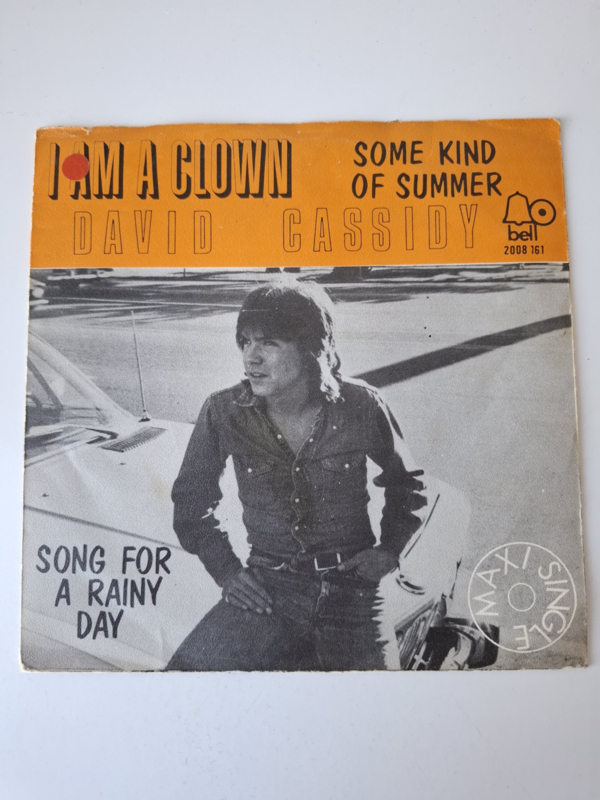 I AM A CLOWN
SOME KIND
OF SUMMER
DAVID CASSIDY
bell
2008 161
SONG FOR
A RAINY
DAY
MAXI SINGLE